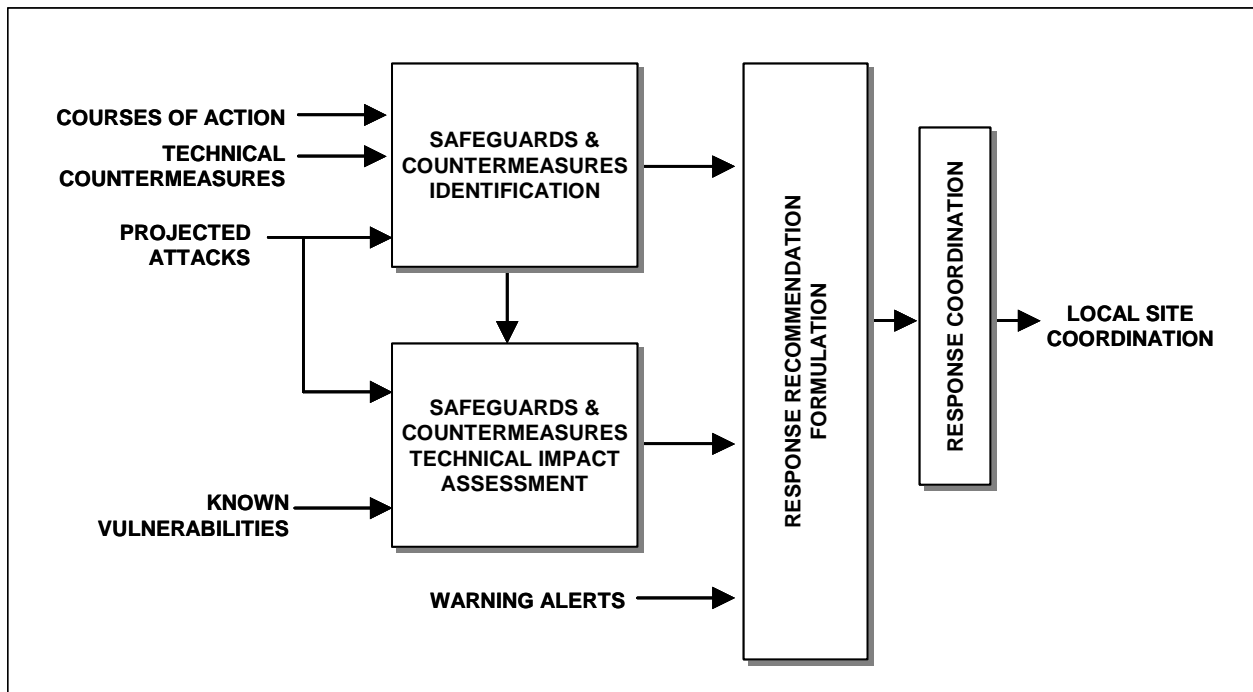 COURSES OF ACTION
TECHNICAL
COUNTERMEASURES
PROJECTED
ATTACKS
KNOWN
VULNERABILITIES
SAFEGUARDS &
COUNTERMEASURES
IDENTIFICATION
SAFEGUARDS &
COUNTERMEASURES
TECHNICAL IMPACT
ASSESSMENT
WARNING ALERTS
RESPONSE RECOMMENDATION
FORMULATION
RESPONSE COORDINATION
LOCAL SITE
COORDINATION